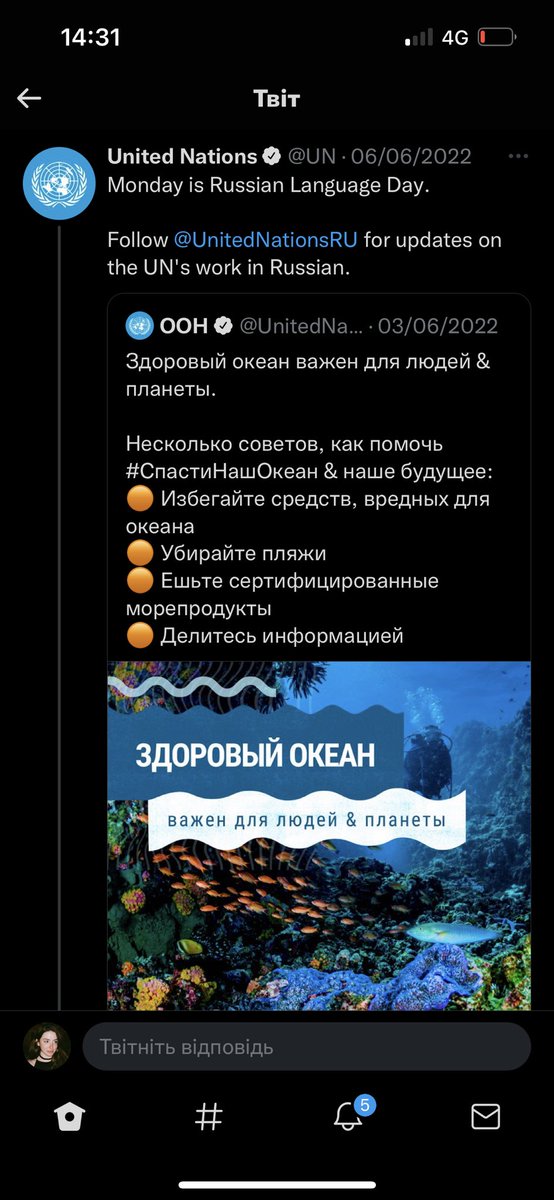 14:31
4G
Твіт
United Nations @UN · 06/06/2022
Monday is Russian Language Day.
Follow @UnitedNationsRU for updates on
the UN's work in Russian.
ООН @UnitedNa... · 03/06/2022
Здоровый океан важен для людей &
планеты.
Несколько советов, как помочь
#СпастиНашОкеан & наше будущее:
Избегайте средств, вредных для
океана
Убирайте пляжи
Ешьте сертифицированные
морепродукты
Делитесь информацией
ЗДОРОВЫЙ ОКЕАН
важен для людей & планеты
Твітніть відповідь
5